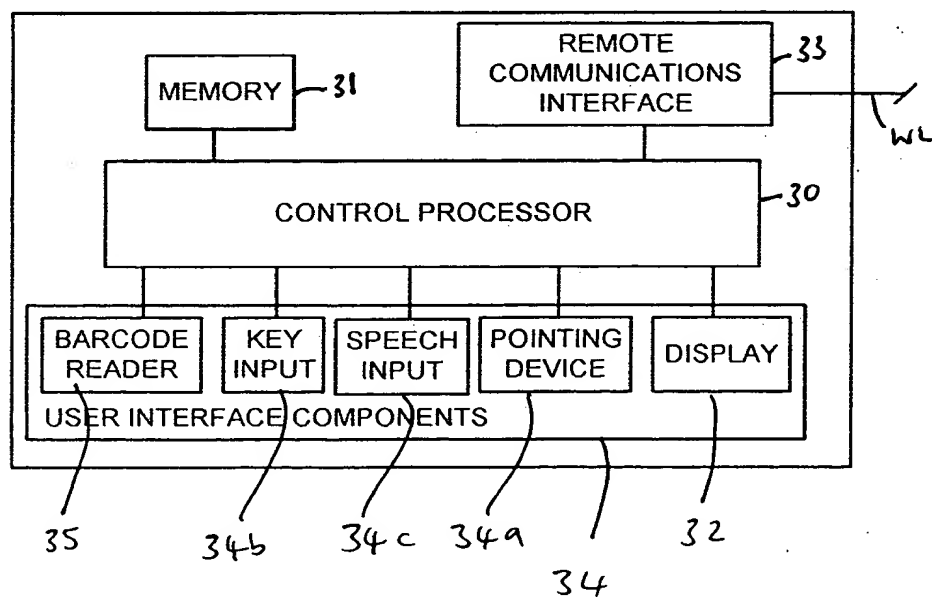 REMOTE
COMMUNICATIONS
INTERFACE
33
MEMORY
31
WL
CONTROL PROCESSOR
30
BARCODE
READER
KEY
INPUT
SPEECH
INPUT
POINTING
DEVICE
DISPLAY
USER INTERFACE COMPONENTS
35
34b
34c
34a
32
34